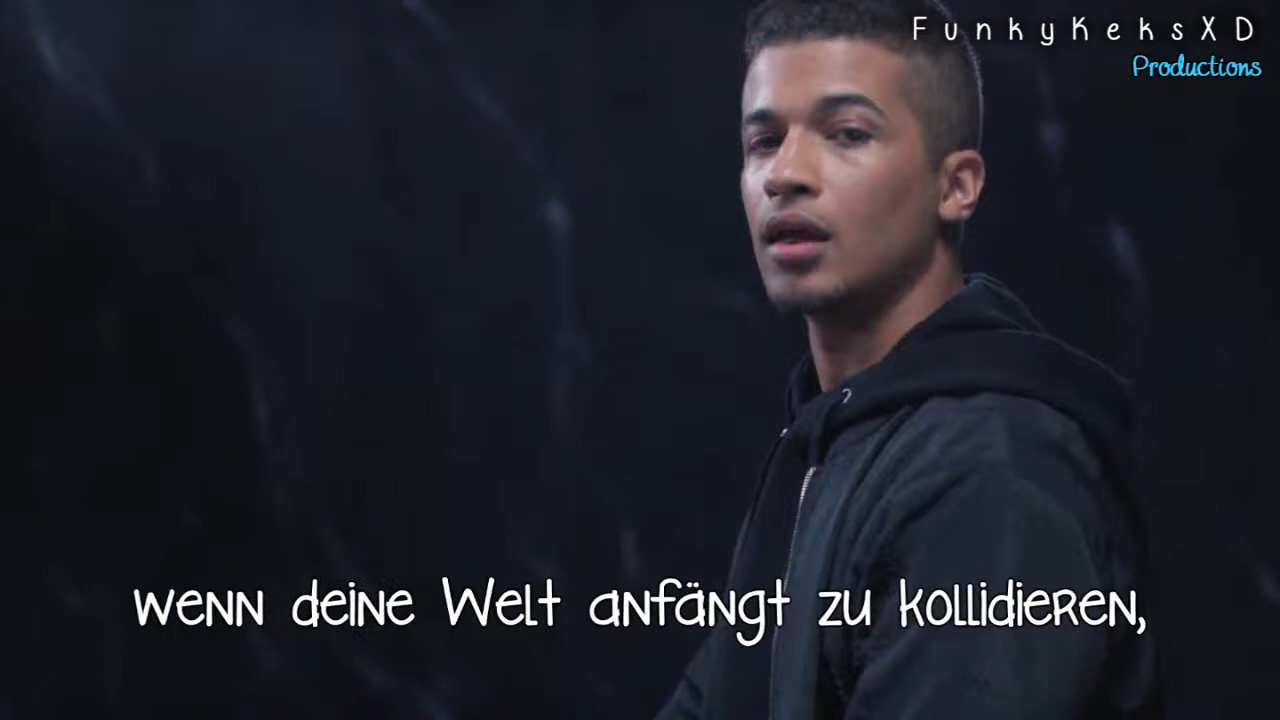 FunkyKeksXD
Productions
wenn deine Welt anfängt zu kollidieren,